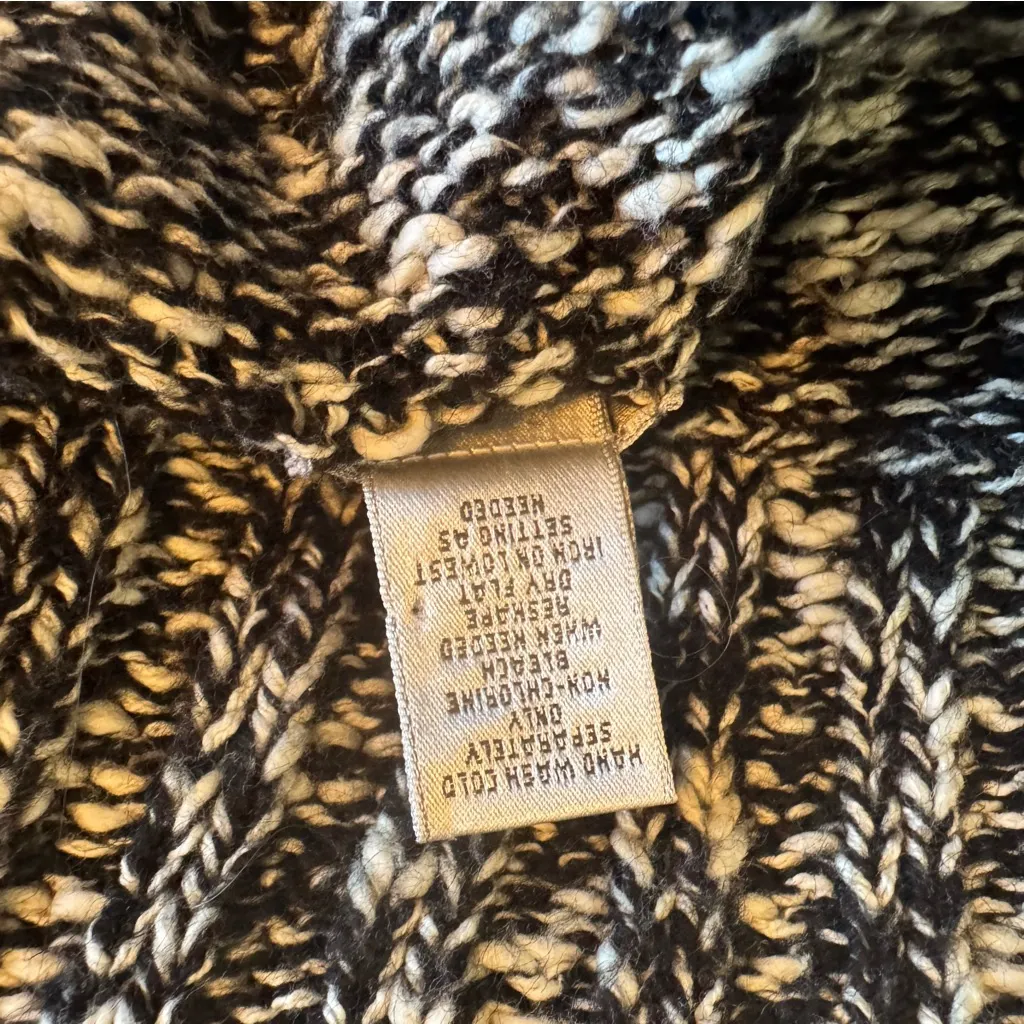 HAND WASH COLD
SEPARATELY
ONLY
NON-CHLORINE
BLEACH
WHEN NEEDED
RESHAPE
DRY FLAT
IRON ON LOWEST
SETTING AS
NEEDED